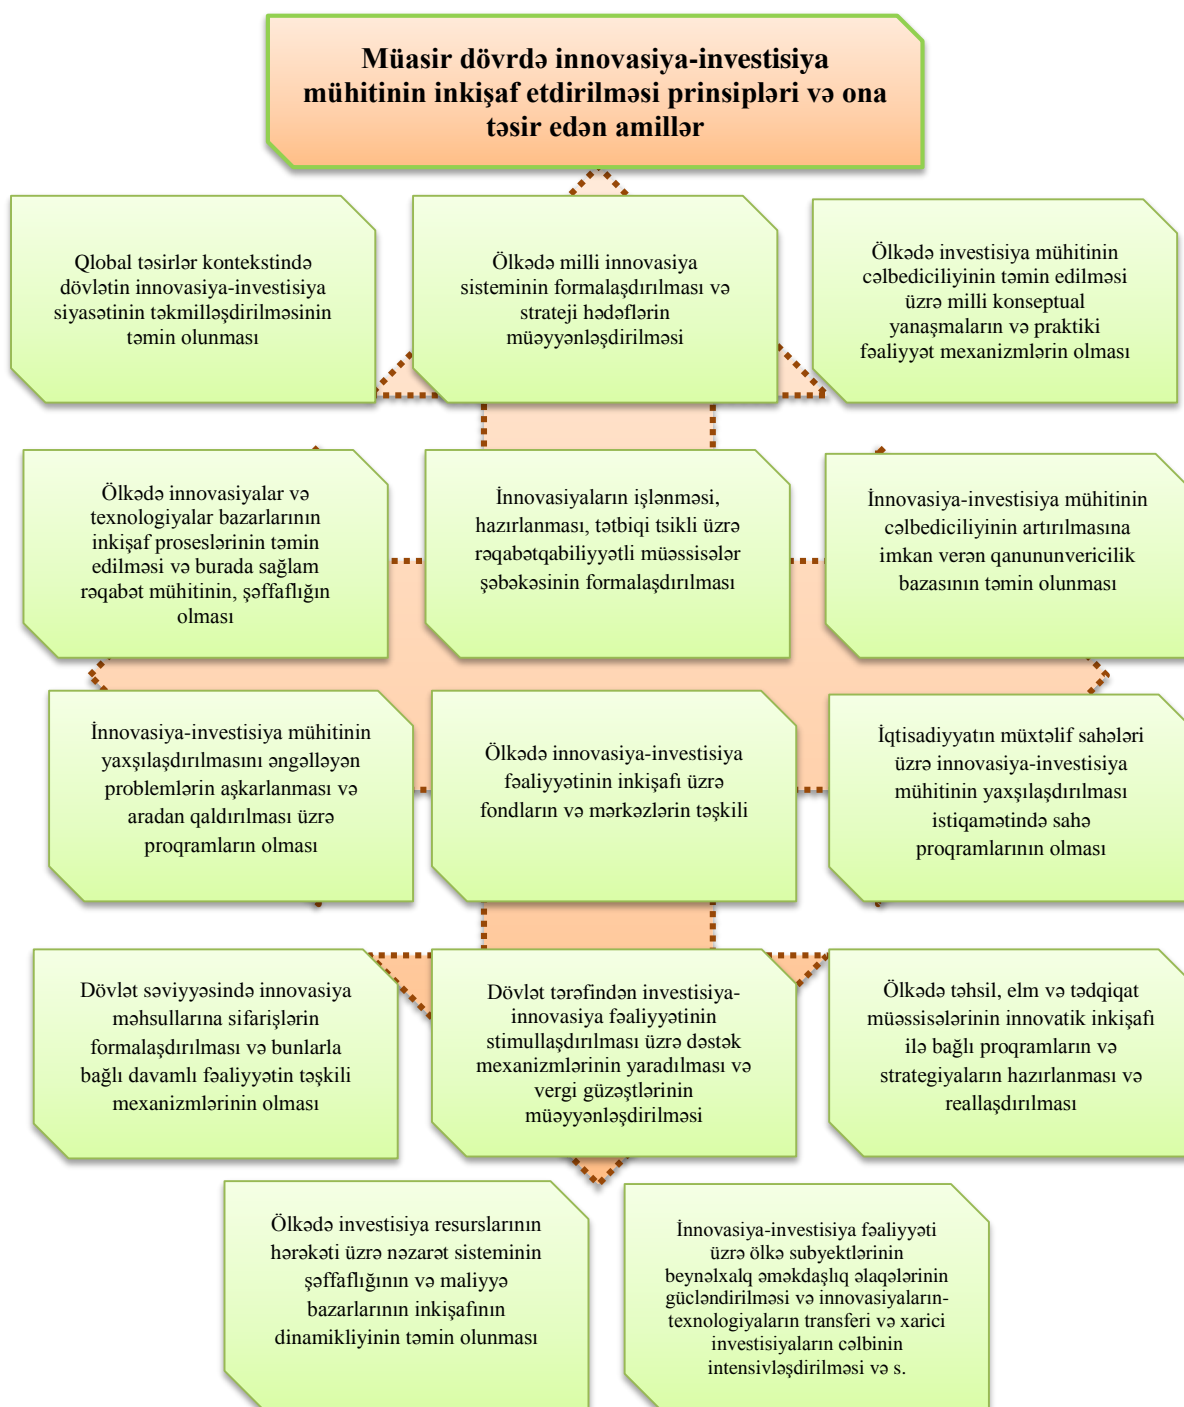 Müasir dövrdə innovasiya-investisiya
mühitinin inkişaf etdirilməsi prinsipləri və ona
təsir edən amillər
Qlobal təsirlər kontekstində
dövlətin innovasiya-investisiya
siyasətinin təkmilləşdirilməsinin
təmin olunması
Ölkədə milli innovasiya
sisteminin formalaşdırılması və
strateji hədəflərin
müəyyənləşdirilməsi
Ölkədə investisiya mühitinin
cəlbediciliyinin təmin edilməsi
üzrə milli konseptual
yanaşmaların və praktiki
fəaliyyət mexanizmlərin olması
Ölkədə innovasiyalar və
texnologiyalar bazarlarının
inkişaf proseslərinin təmin
edilməsi və burada sağlam
rəqabət mühitinin, şəffaflığın
olması
İnnovasiyaların işlənməsi,
hazırlanması, tətbiqi tsikli üzrə
rəqabətqabiliyyətli müəssisələr
şəbəkəsinin formalaşdırılması
İnnovasiya-investisiya mühitinin
cəlbediciliyinin artırılmasına
imkan verən qanununvericilik
bazasının təmin olunması
İnnovasiya-investisiya mühitinin
yaxşılaşdırılmasını əngəlləyən
problemlərin aşkarlanması və
aradan qaldırılması üzrə
proqramların olması
Ölkədə innovasiya-investisiya
fəaliyyətinin inkişafı üzrə
fondların və mərkəzlərin təşkili
İqtisadiyyatın müxtəlif sahələri
üzrə innovasiya-investisiya
mühitinin yaxşılaşdırılması
istiqamətində sahə
proqramlarının olması
Dövlət səviyyəsində innovasiya
məhsullarına sifarişlərin
formalaşdırılması və bunlarla
bağlı davamlı fəaliyyətin təşkili
mexanizmlərinin olması
Dövlət tərəfindən investisiya-
innovasiya fəaliyyətinin
stimullaşdırılması üzrə dəstək
mexanizmlərinin yaradılması və
vergi güzəştlərinin
müəyyənləşdirilməsi
Ölkədə təhsil, elm və tədqiqat
müəssisələrinin innovatik inkişafı
ilə bağlı proqramların və
strategiyaların hazırlanması və
reallaşdırılması
Ölkədə investisiya resurslarının
hərəkəti üzrə nəzarət sisteminin
şəffaflığının və maliyyə
bazarlarının inkişafının
dinamikliyinin təmin olunması
İnnovasiya-investisiya fəaliyyəti
üzrə ölkə subyektlərinin
beynəlxalq əməkdaşlıq əlaqələrinin
gücləndirilməsi və innovasiyaların-
texnologiyaların transferi və xarici
investisiyaların cəlbinin
intensivləşdirilməsi və s.